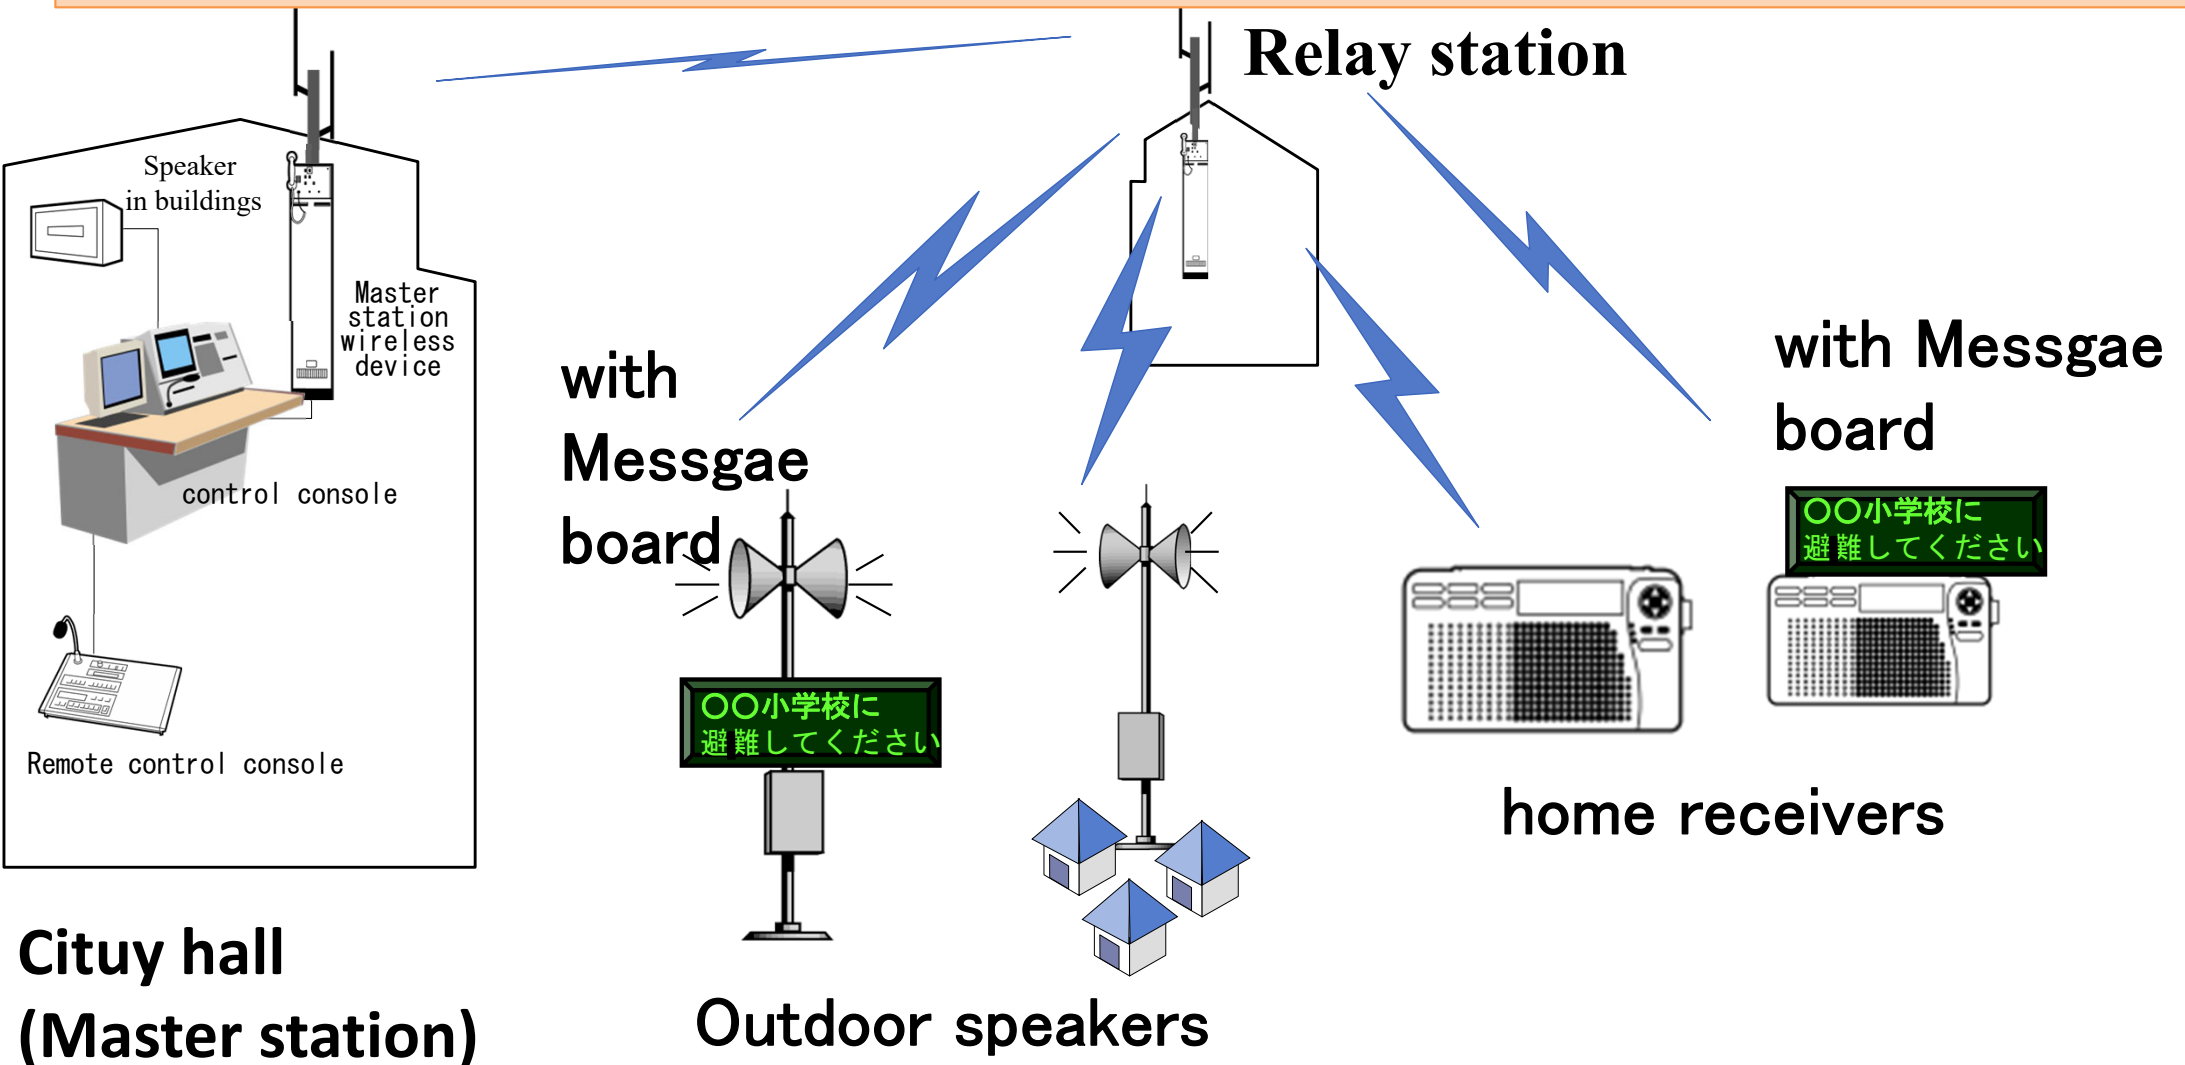 Relay station
Speaker
in buildings
Master
station
wireless
device
control console
Remote control console
Cituy hall
(Master station)
with
Messgae
board
〇〇小学校に
避難してください
Outdoor speakers
with Messgae
board
〇〇小学校に
避難してください
home receivers